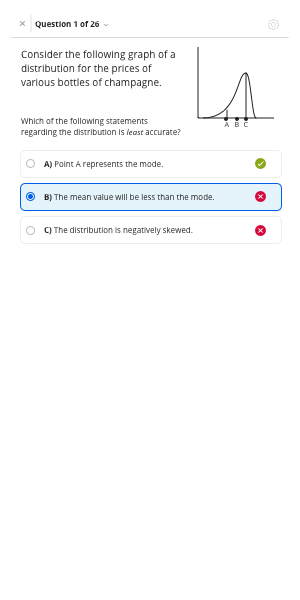 Question 1 of 26
Consider the following graph of a
distribution for the prices of
various bottles of champagne.
A B C
Which of the following statements
regarding the distribution is least accurate?
A) Point A represents the mode.
B) The mean value will be less than the mode.
C) The distribution is negatively skewed.